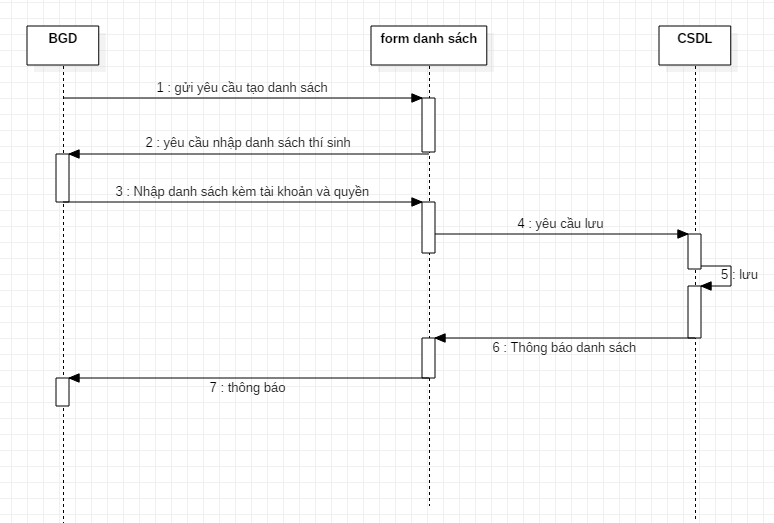 BGD
form danh sách
CSDL
1 : gửi yêu cầu tạo danh sách
2 : yêu cầu nhập danh sách thí sinh
3 : Nhập danh sách kèm tài khoản và quyền
4 : yêu cầu lưu
5 : lưu
6 : Thông báo danh sách
7 : thông báo